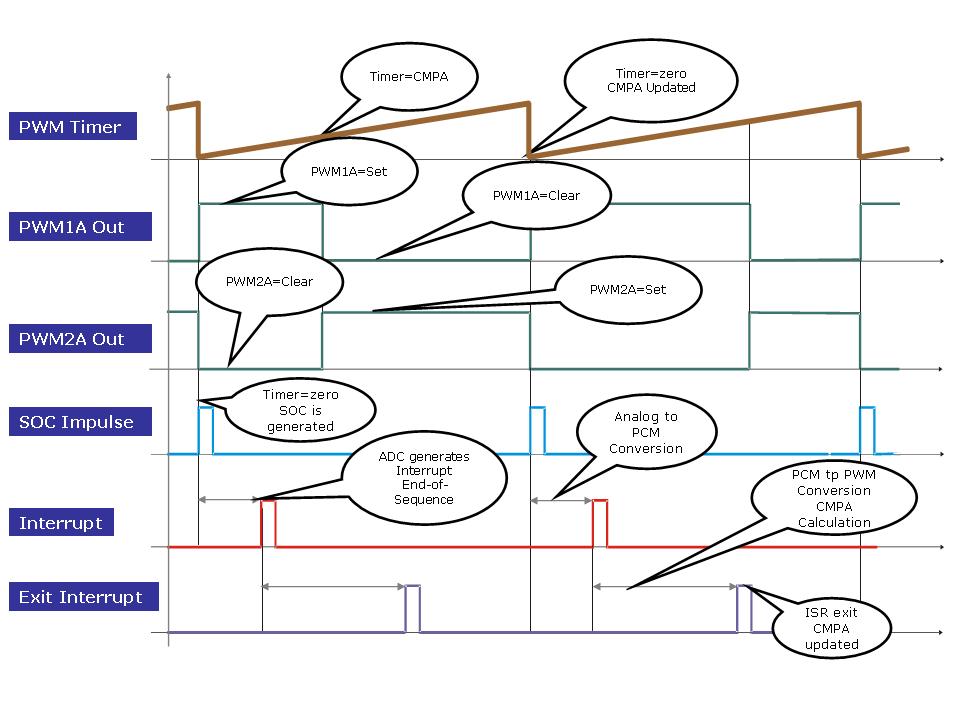 Timer=CMPA
Timer=zero
CMPA Updated
PWM Timer
PWM1A=Set
PWM1A=Clear
PWM1A Out
PWM2A=Clear
PWM2A=Set
PWM2A Out
Timer=zero
SOC is
generated
SOC Impulse
Analog to
PCM
Conversion
ADC generates
Interrupt
End-of-
Sequence
PCM tp PWM
Conversion
CMPA
Calculation
Interrupt
Exit Interrupt
ISR exit
CMPA
updated